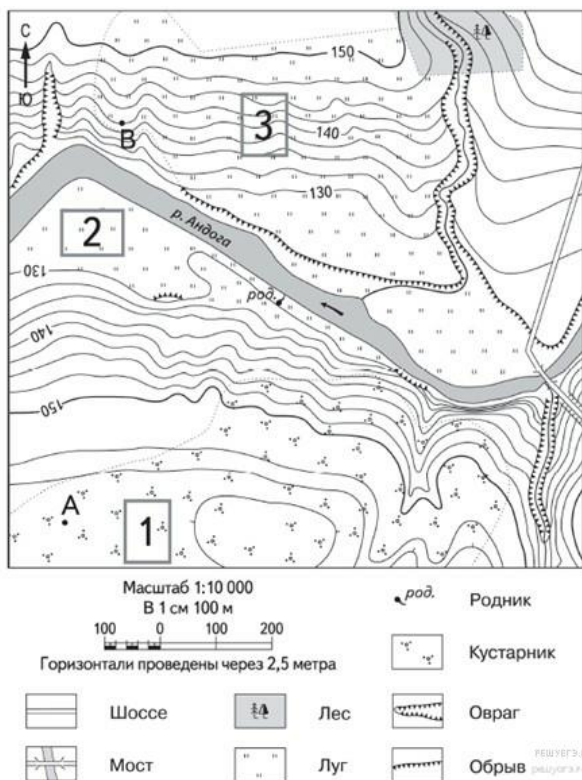 С
Ю
150
В
3
140
130
2
р. Андога
130
род.
140
150
А
1
Масштаб 1:10 000
В 1 см 100 м
100 0 100 200
Горизонтали проведены через 2,5 метра
род. Родник
Кустарник
Шоссе
Лес
Овраг
Мост
Луг
Обрыв